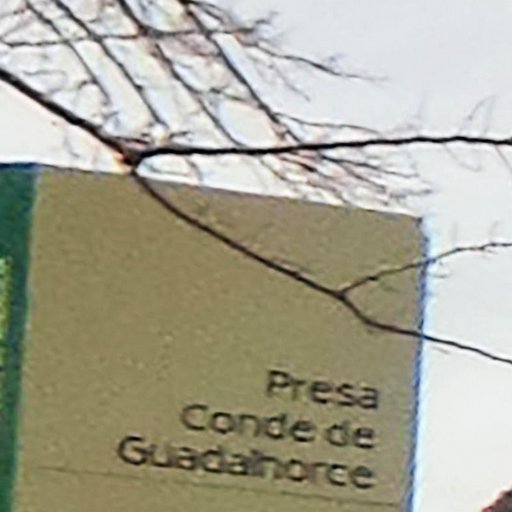 Presa
Conde de
Guadalhorce